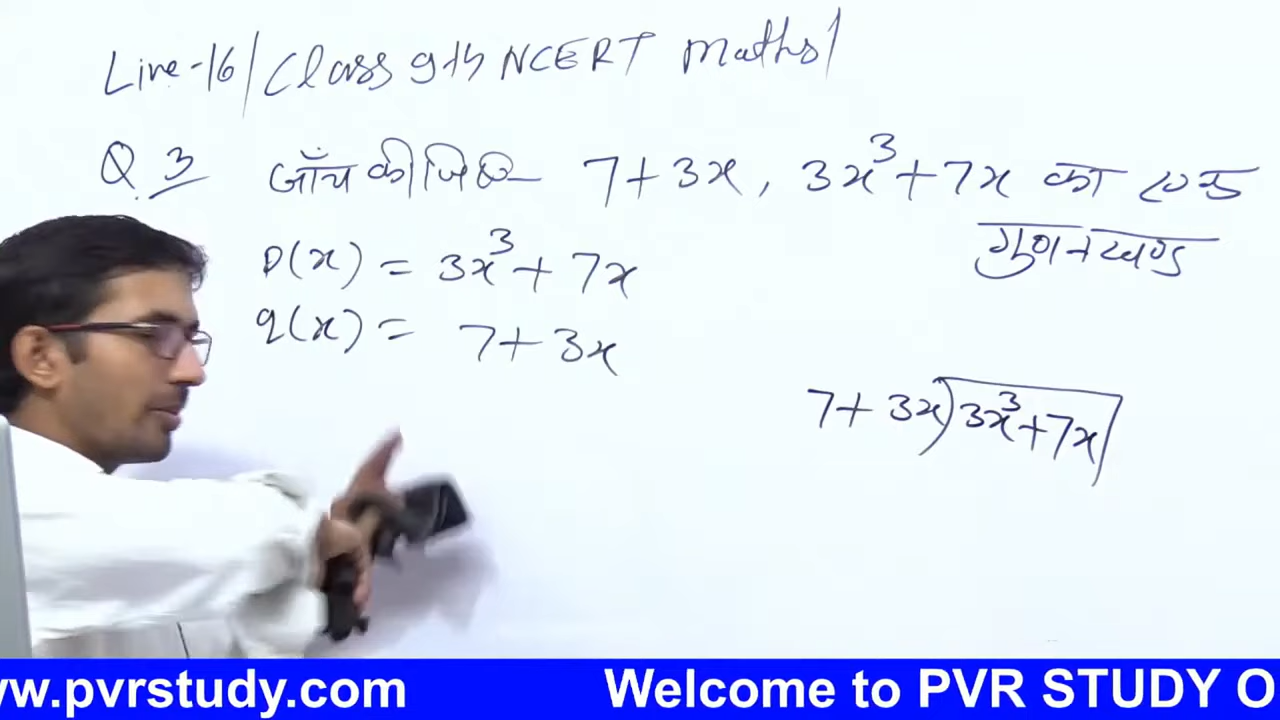 Live-16/Class 9th NCERT Maths/
Q.3 जाँच कीजिए 7+3x, 3x³+7x का एक
गुणनखण्ड
p(x) = 3x³+7x
q(x) = 7+3x
7+3x)3x³+7x
ww.pvrstudy.com Welcome to PVR STUDY O